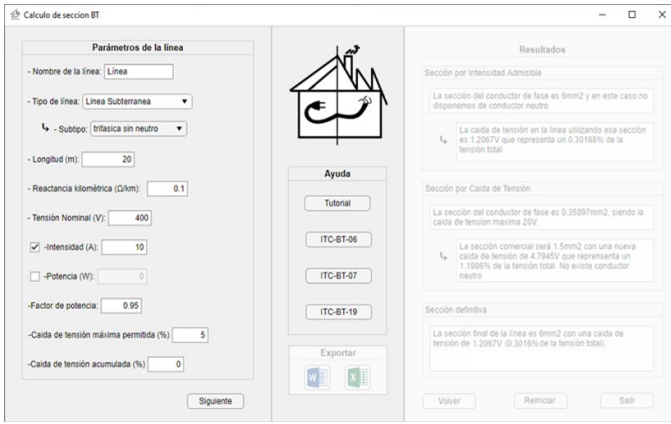 Calculo de seccion BT
Parámetros de la línea
- Nombre de la línea: Línea
- Tipo de línea: Linea Subterranea
- Subtipo: trifasica sin neutro
- Longitud (m): 20
- Reactancia kilométrica (Ω/km): 0.1
- Tensión Nominal (V): 400
-Intensidad (A): 10
-Potencia (W): 0
-Factor de potencia: 0.95
-Caida de tensión máxima permitida (%) 5
-Caida de tensión acumulada (%) 0
Siguiente
Ayuda
Tutorial
ITC-BT-06
ITC-BT-07
ITC-BT-19
Exportar
W
X
Resultados
Sección por Intensidad Admisible
La sección del conductor de fase es 6mm2 y en este caso no
disponemos de conductor neutro
La caida de tensión en la linea utilizando esa sección
es 1.2067V que representa un 0.30168% de la
tensión total
Sección por Caida de Tensión
La sección del conductor de fase es 0.35897mm2, siendo la
caida de tension maxima 20V.
La sección comercial será 1.5mm2 con una nueva
caida de tensión de 4.7945V que reprensenta un
1.1986% de la tensión total. No existe conductor
neutro
Sección definitiva
La sección final de la línea es 6mm2 con una caida de
tensión de 1.2067V (0.3016% de la tensión total)
Volver
Reiniciar
Salir